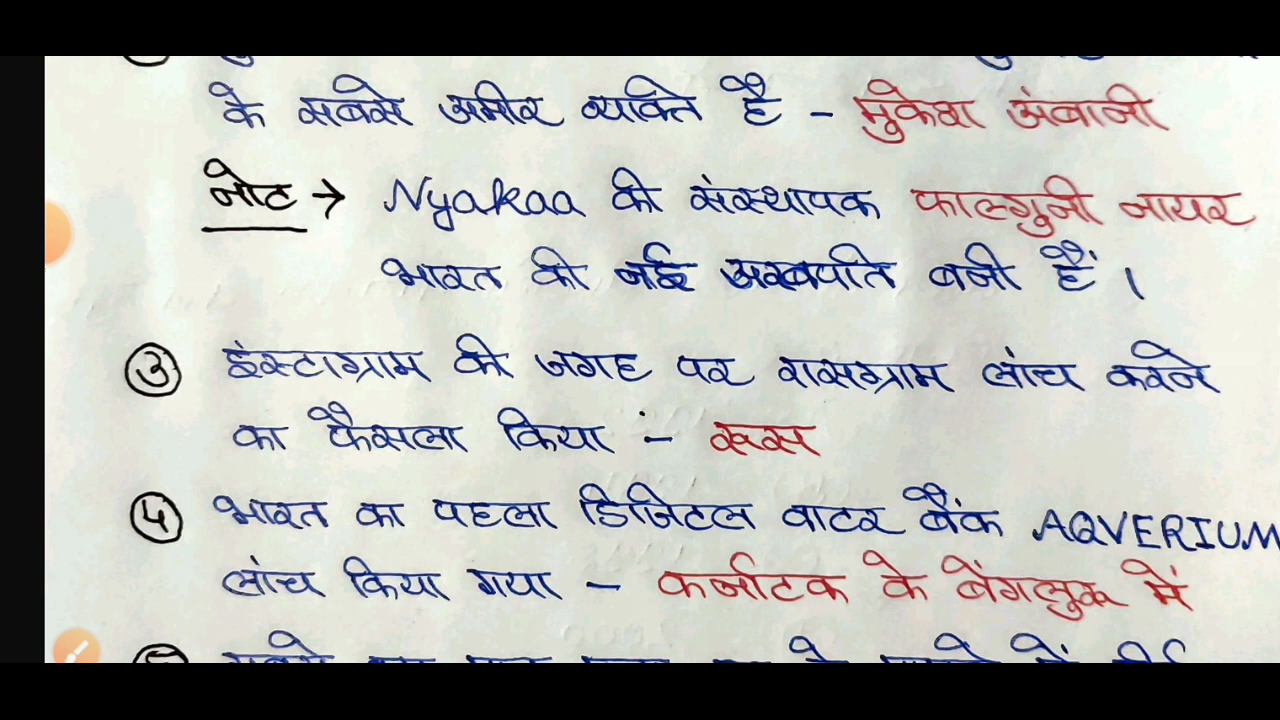 के सबसे अमीर व्यक्ति है - मुकेश अंबानी
नोट → Nyakaa की संस्थापक फाल्गुनी नायर
भारत की नई अरबपति बनी हैं ।
③ इंस्टाग्राम की जगह पर रासग्राम लांच करने
का फैसला किया :- रूस
④ भारत का पहला डिजिटल वाटर बैंक AQVERIUM
लांच किया गया - कर्नाटक के बेंगलुरू में